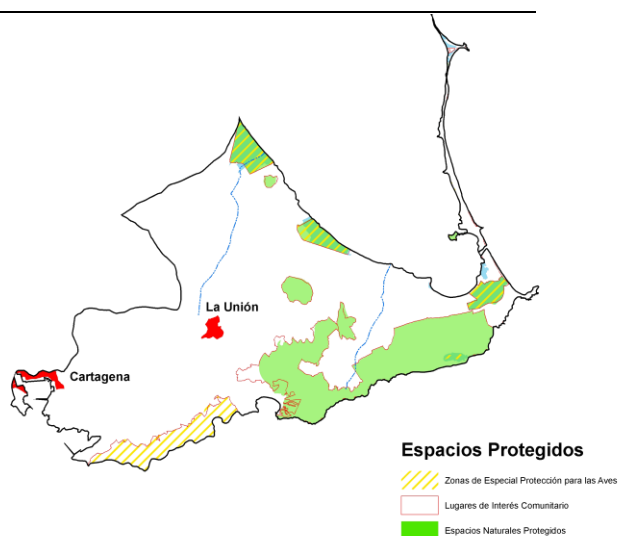 La Unión
Cartagena
Espacios Protegidos
Zonas de Especial Protección para las Aves
Lugares de Interés Comunitario
Espacios Naturales Protegidos